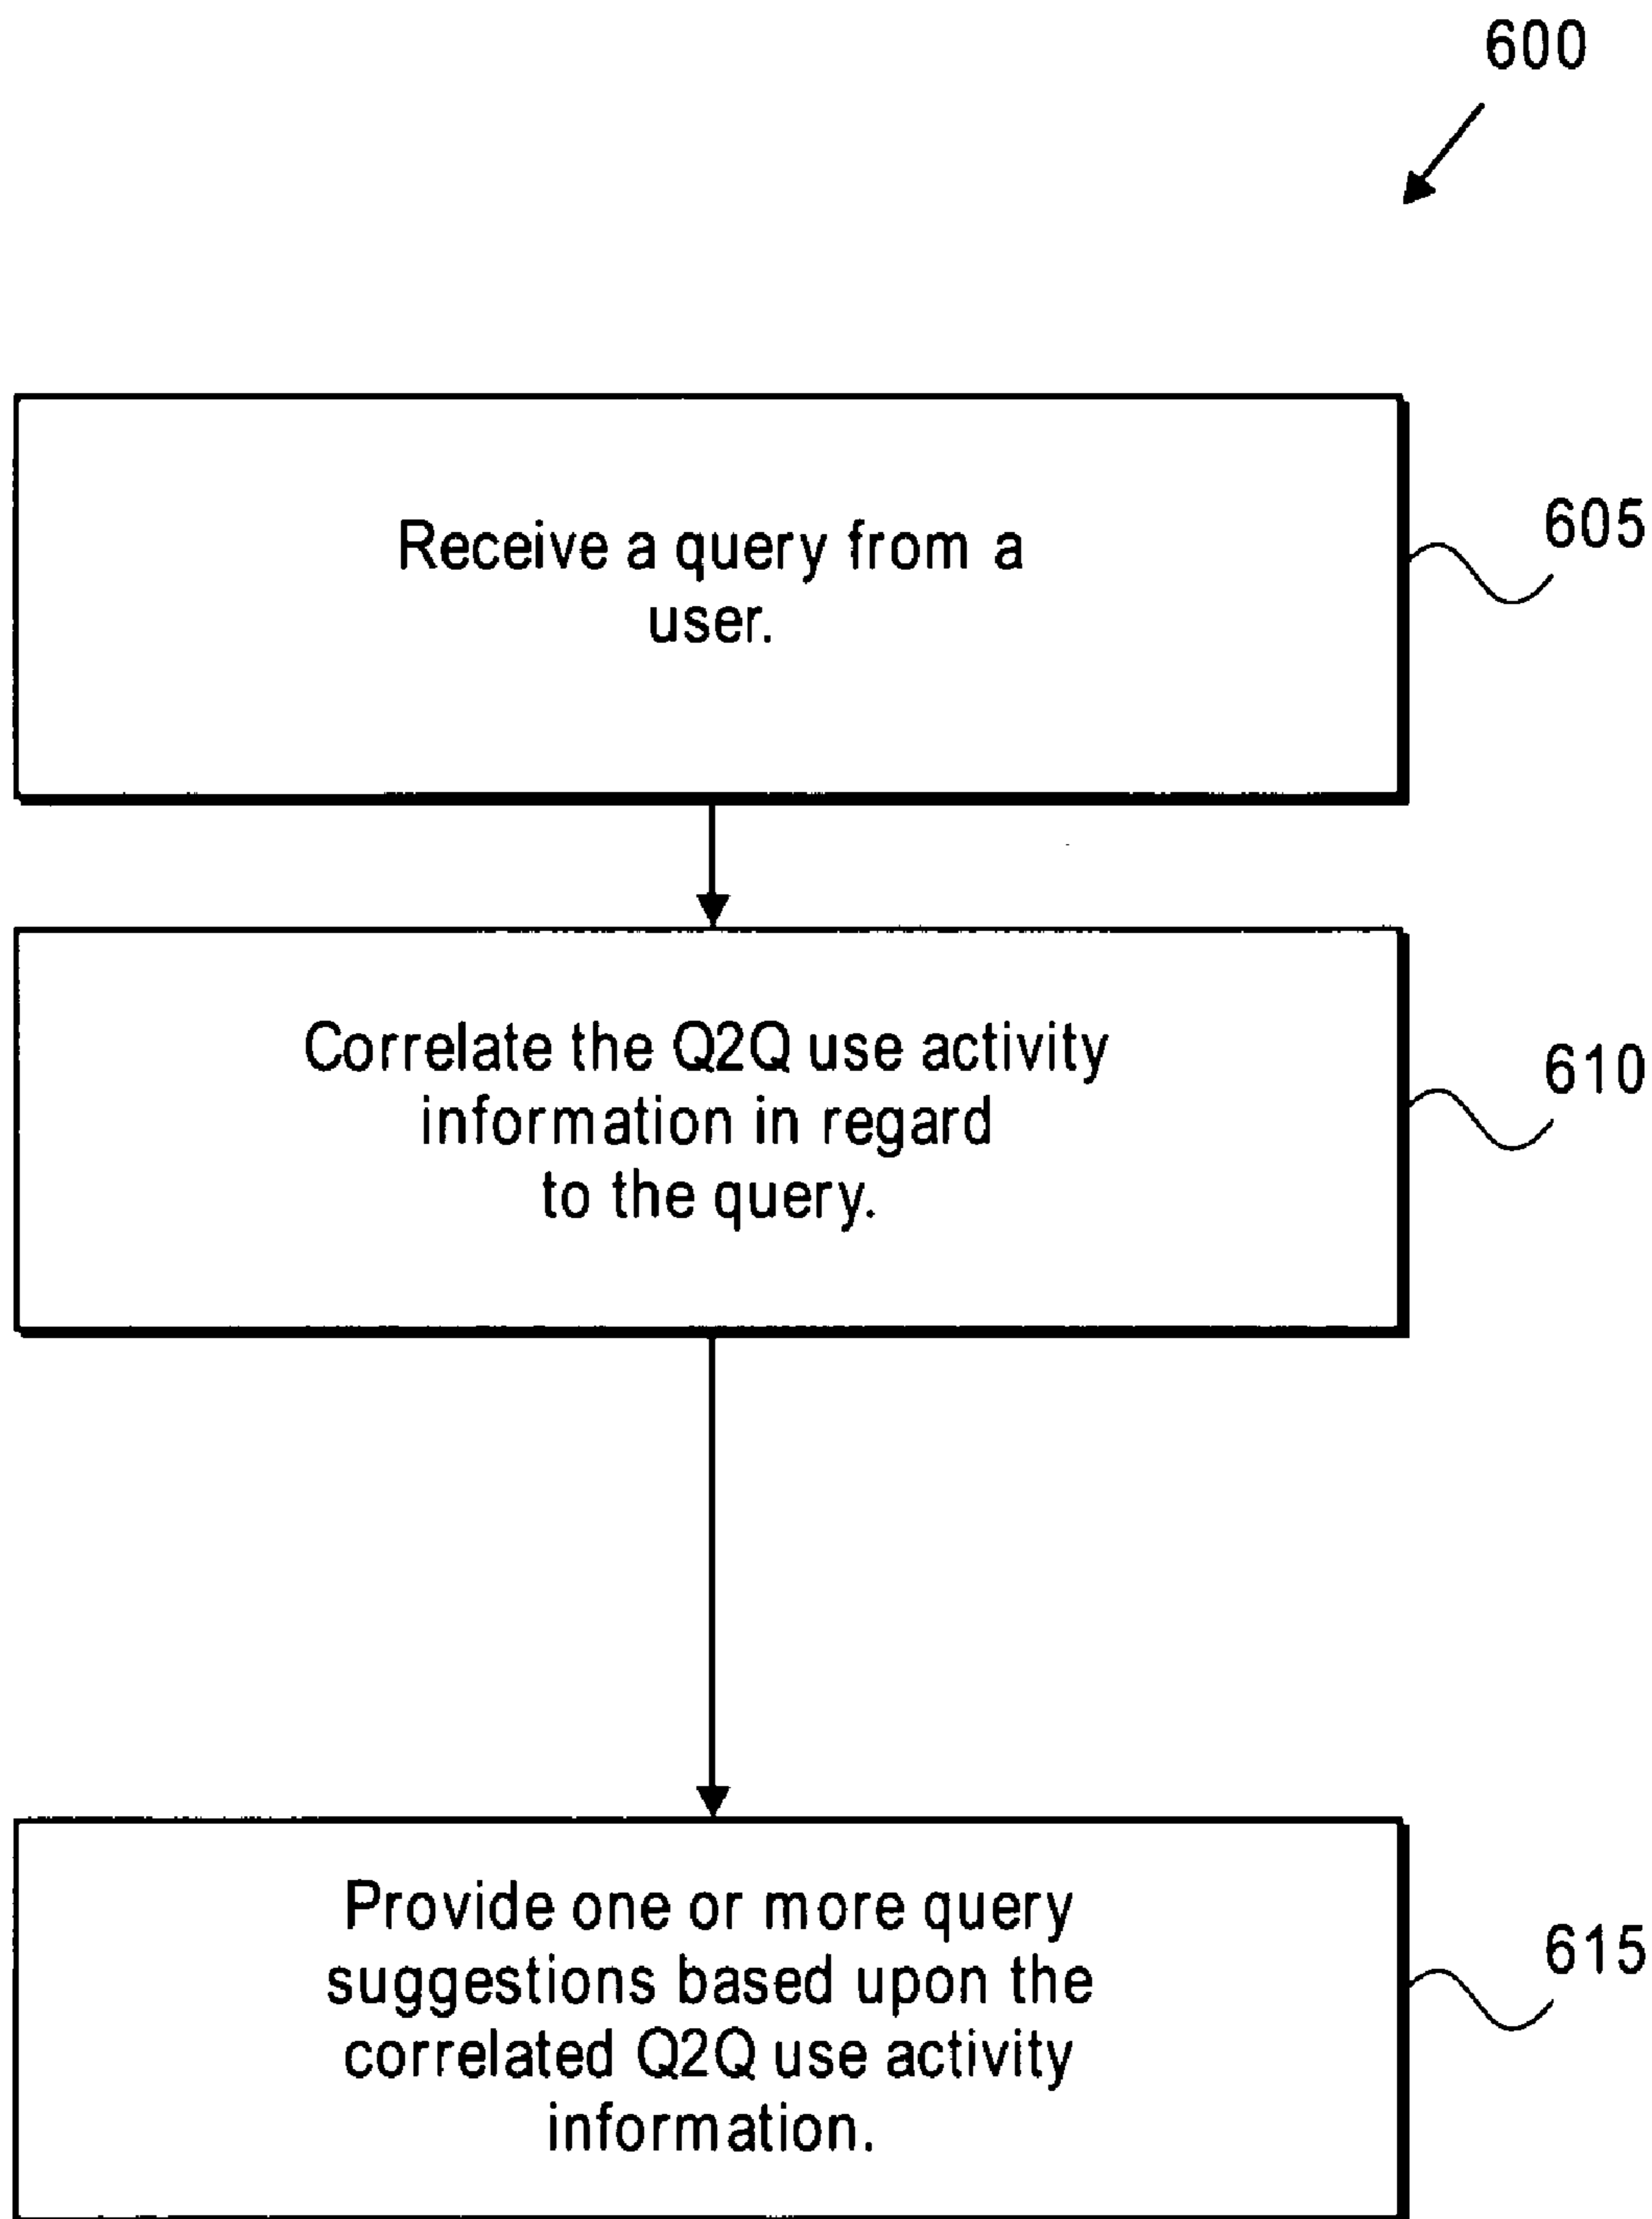 600
Receive a query from a
user.
605
Correlate the Q2Q use activity
information in regard
to the query.
610
Provide one or more query
suggestions based upon the
correlated Q2Q use activity
information.
615